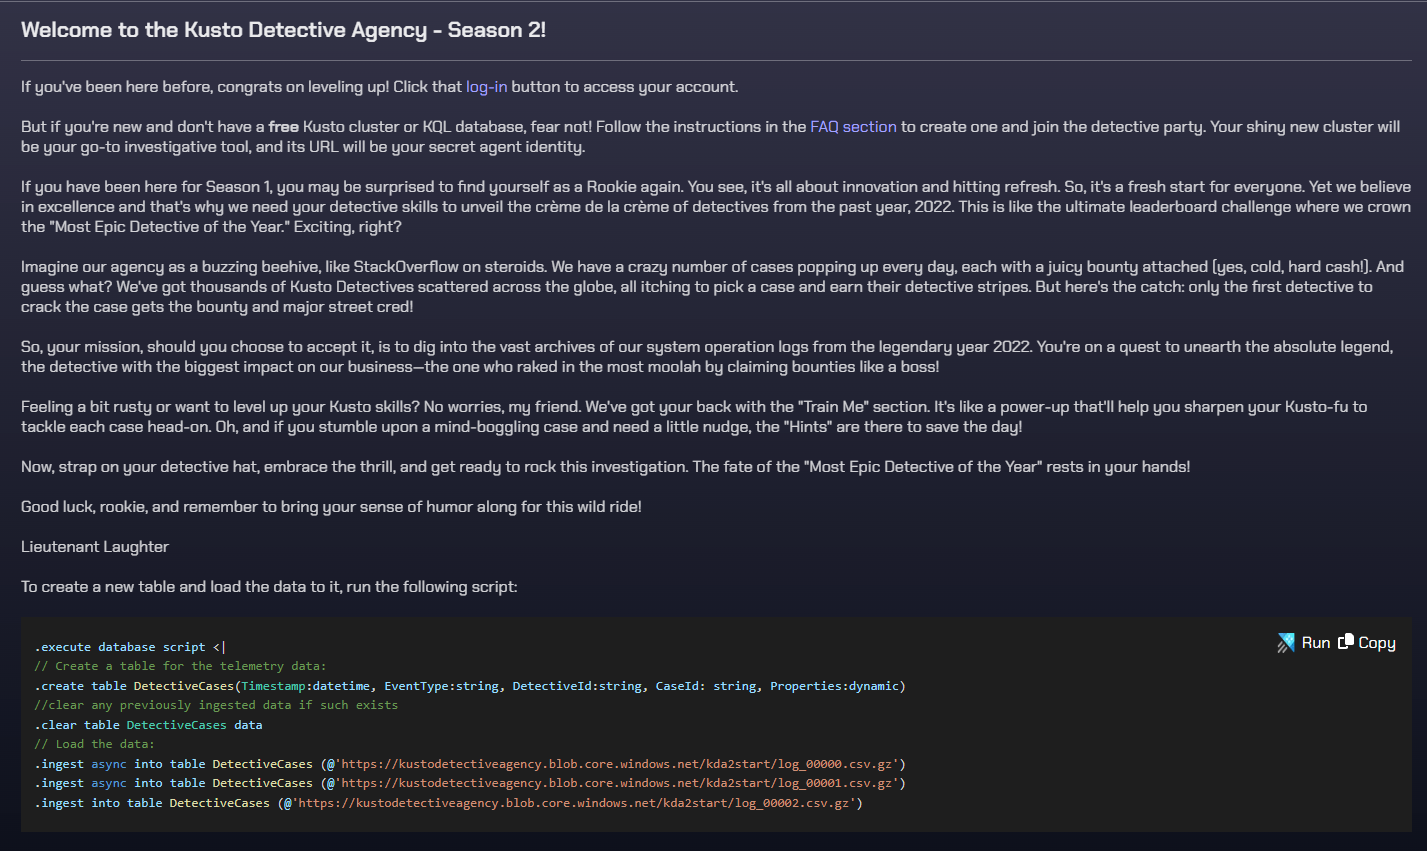 Welcome to the Kusto Detective Agency - Season 2!
If you've been here before, congrats on leveling up! Click that log-in button to access your account.
But if you're new and don't have a free Kusto cluster or KQL database, fear not! Follow the instructions in the FAQ section to create one and join the detective party. Your shiny new cluster will
be your go-to investigative tool, and its URL will be your secret agent identity.
If you have been here for Season 1, you may be surprised to find yourself as a Rookie again. You see, it's all about innovation and hitting refresh. So, it's a fresh start for everyone. Yet we believe
in excellence and that's why we need your detective skills to unveil the crème de la crème of detectives from the past year, 2022. This is like the ultimate leaderboard challenge where we crown
the "Most Epic Detective of the Year." Exciting, right?
Imagine our agency as a buzzing beehive, like StackOverflow on steroids. We have a crazy number of cases popping up every day, each with a juicy bounty attached (yes, cold, hard cash!). And
guess what? We've got thousands of Kusto Detectives scattered across the globe, all itching to pick a case and earn their detective stripes. But here's the catch: only the first detective to
crack the case gets the bounty and major street cred!
So, your mission, should you choose to accept it, is to dig into the vast archives of our system operation logs from the legendary year 2022. You're on a quest to unearth the absolute legend,
the detective with the biggest impact on our business—the one who raked in the most moolah by claiming bounties like a boss!
Feeling a bit rusty or want to level up your Kusto skills? No worries, my friend. We've got your back with the "Train Me" section. It's like a power-up that'll help you sharpen your Kusto-fu to
tackle each case head-on. Oh, and if you stumble upon a mind-boggling case and need a little nudge, the "Hints" are there to save the day!
Now, strap on your detective hat, embrace the thrill, and get ready to rock this investigation. The fate of the "Most Epic Detective of the Year" rests in your hands!
Good luck, rookie, and remember to bring your sense of humor along for this wild ride!
Lieutenant Laughter
To create a new table and load the data to it, run the following script:
Run Copy
.execute database script <|
// Create a table for the telemetry data:
.create table DetectiveCases(Timestamp:datetime, EventType:string, DetectiveId:string, CaseId: string, Properties:dynamic)
//clear any previously ingested data if such exists
.clear table DetectiveCases data
// Load the data:
.ingest async into table DetectiveCases (@'https://kustodetectiveagency.blob.core.windows.net/kda2start/log_00000.csv.gz')
.ingest async into table DetectiveCases (@'https://kustodetectiveagency.blob.core.windows.net/kda2start/log_00001.csv.gz')
.ingest into table DetectiveCases (@'https://kustodetectiveagency.blob.core.windows.net/kda2start/log_00002.csv.gz')